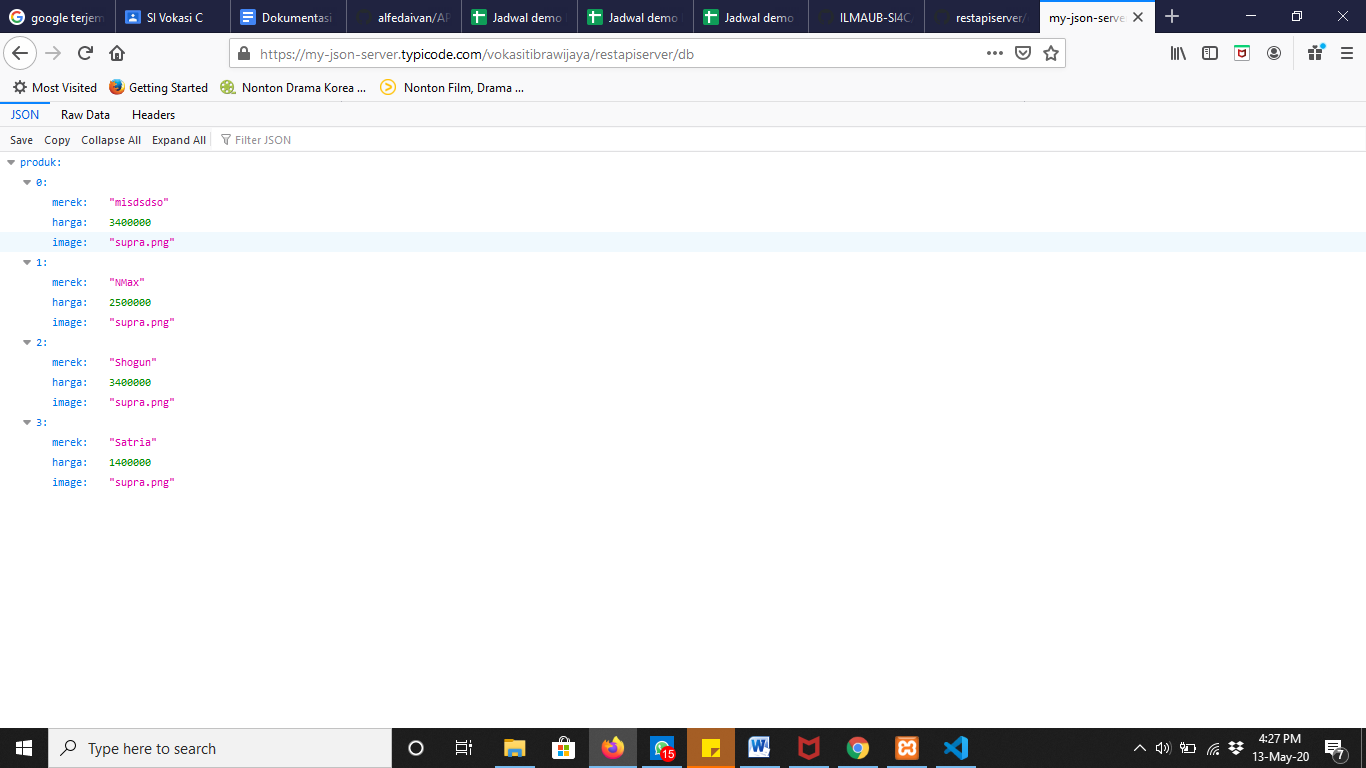 google terjem
SI Vokasi C
Dokumentasi
alfedaivan/AP
Jadwal demo
Jadwal demo
Jadwal demo
ILMAUB-SI4C
restapiserver/
my-json-serve
https://my-json-server.typicode.com/vokasitibrawijaya/restapiserver/db
Most Visited
Getting Started
Nonton Drama Korea ...
Nonton Film, Drama ...
JSON
Raw Data
Headers
Save
Copy
Collapse All
Expand All
Filter JSON
produk:
0:
merek: "misdsdso"
harga: 3400000
image: "supra.png"
1:
merek: "NMax"
harga: 2500000
image: "supra.png"
2:
merek: "Shogun"
harga: 3400000
image: "supra.png"
3:
merek: "Satria"
harga: 1400000
image: "supra.png"
Type here to search
15
4:27 PM
13-May-20
7